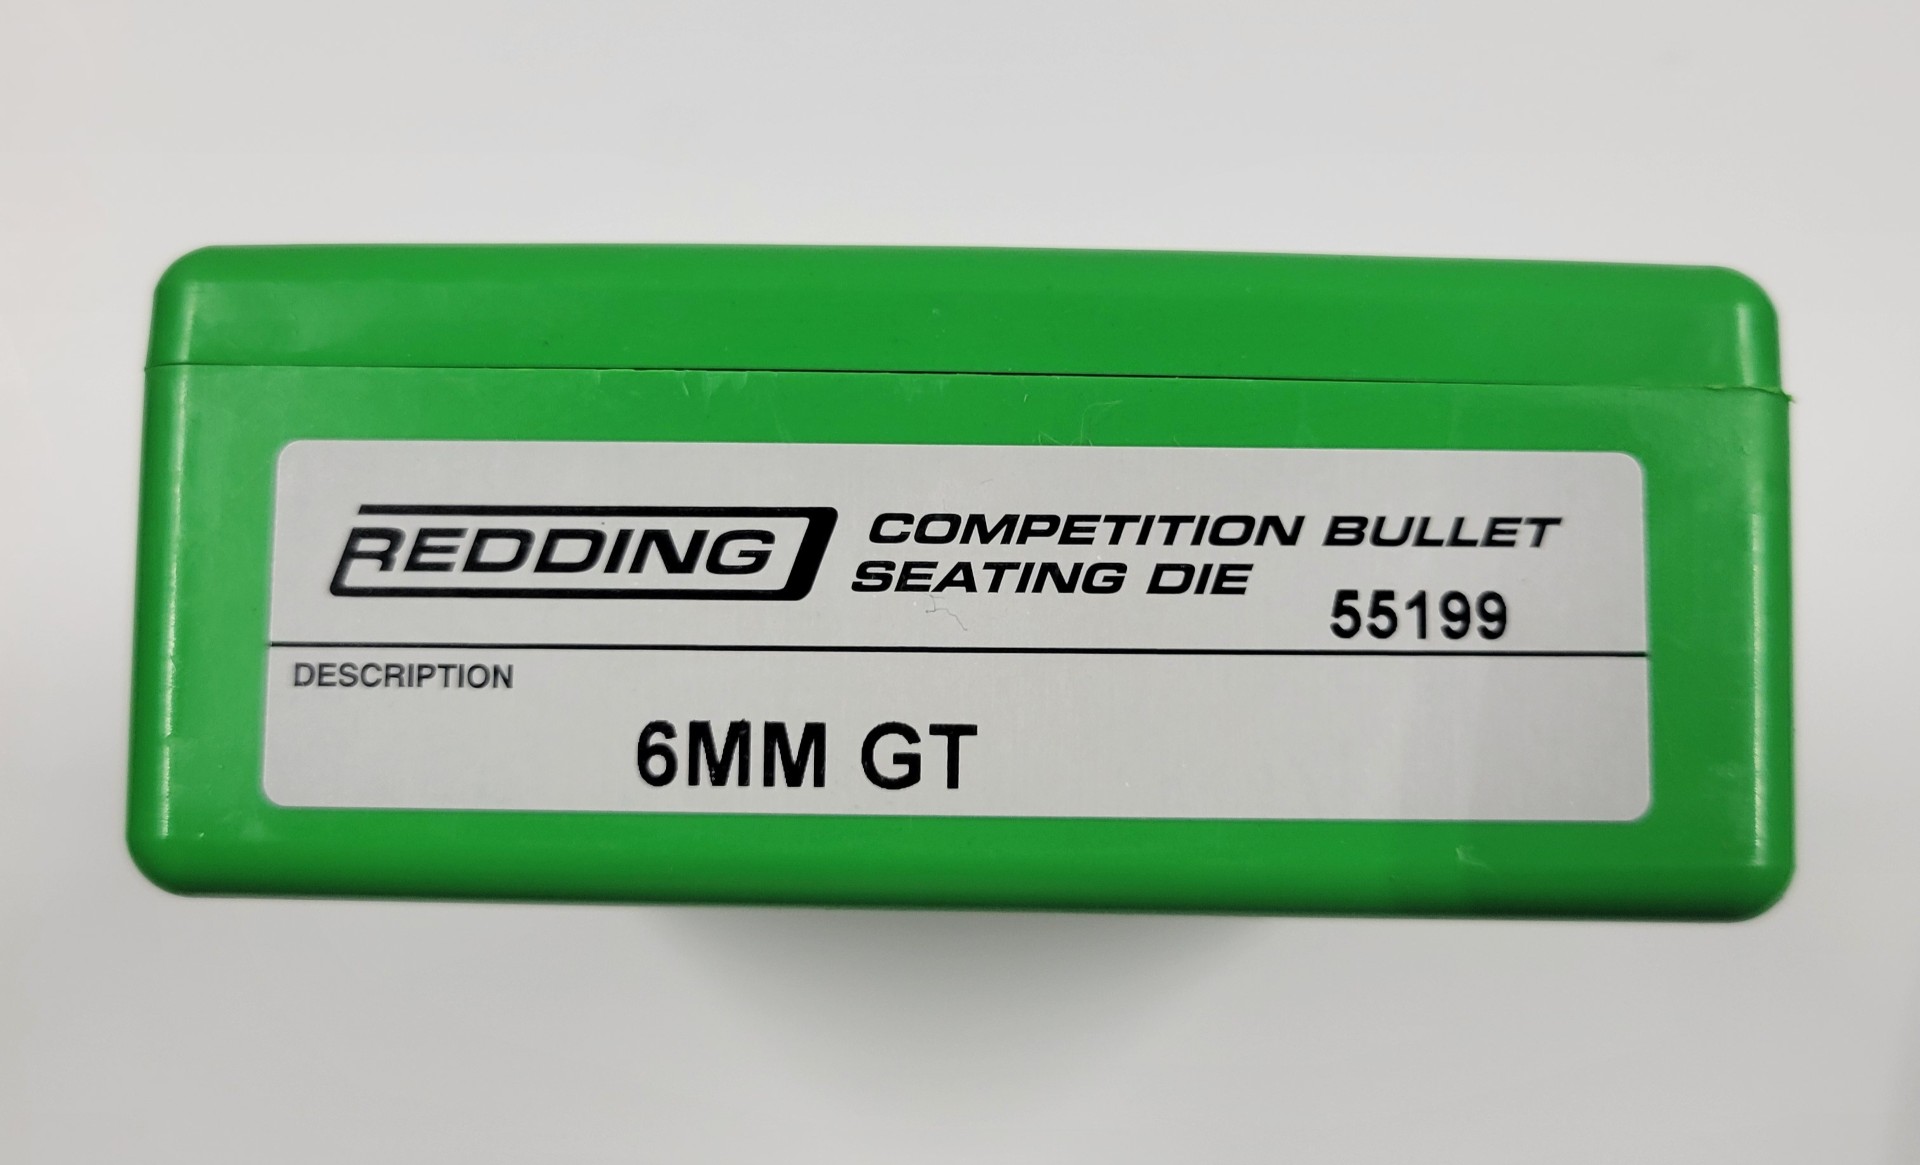 REDDING COMPETITION BULLET
SEATING DIE
55199
DESCRIPTION
6MM GT